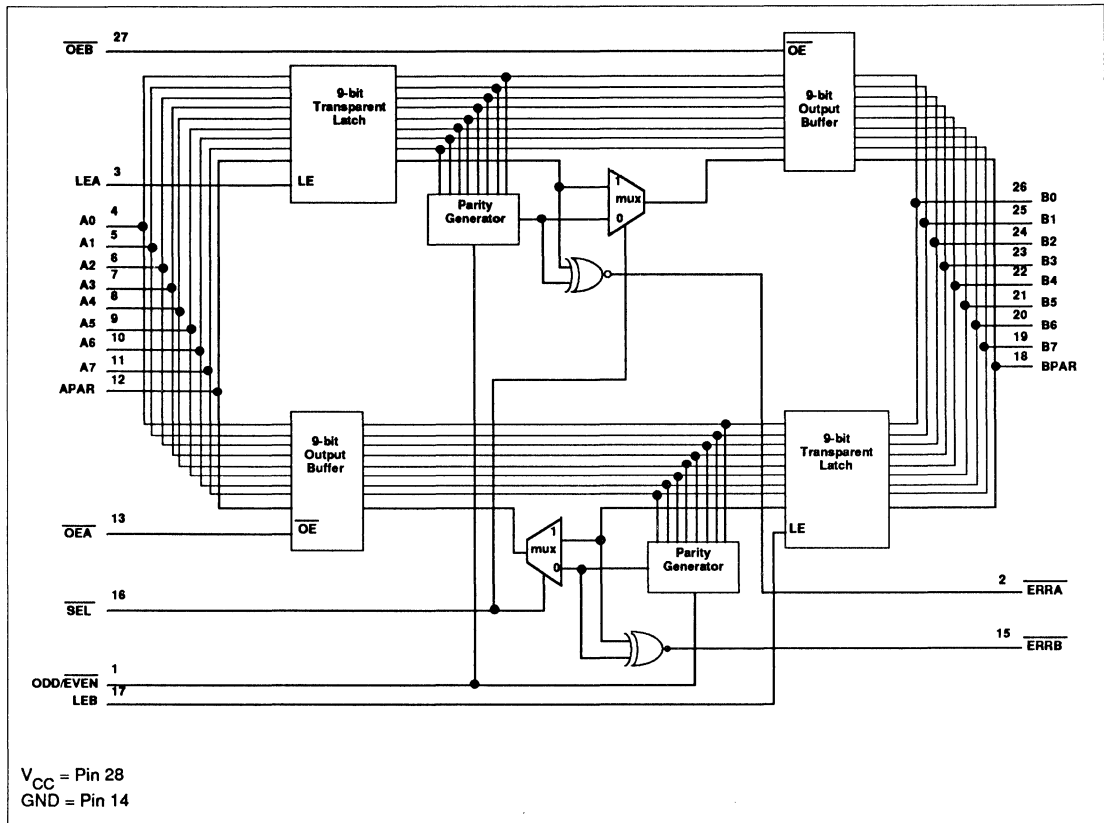 OEB 27
OE
9-bit
Output
Buffer
9-bit
Transparent
Latch
LE
LEA 3
Parity
Generator
1
mux
0
A0 4
A1 5
A2 6
A3 7
A4 8
A5 9
A6 10
A7 11
APAR 12
26 B0
25 B1
24 B2
23 B3
22 B4
21 B5
20 B6
19 B7
18 BPAR
9-bit
Output
Buffer
OE
9-bit
Transparent
Latch
LE
OEA 13
1
mux
0
Parity
Generator
2 ERRA
SEL 16
15 ERRB
ODD/EVEN 1
LEB 17
VCC = Pin 28
GND = Pin 14